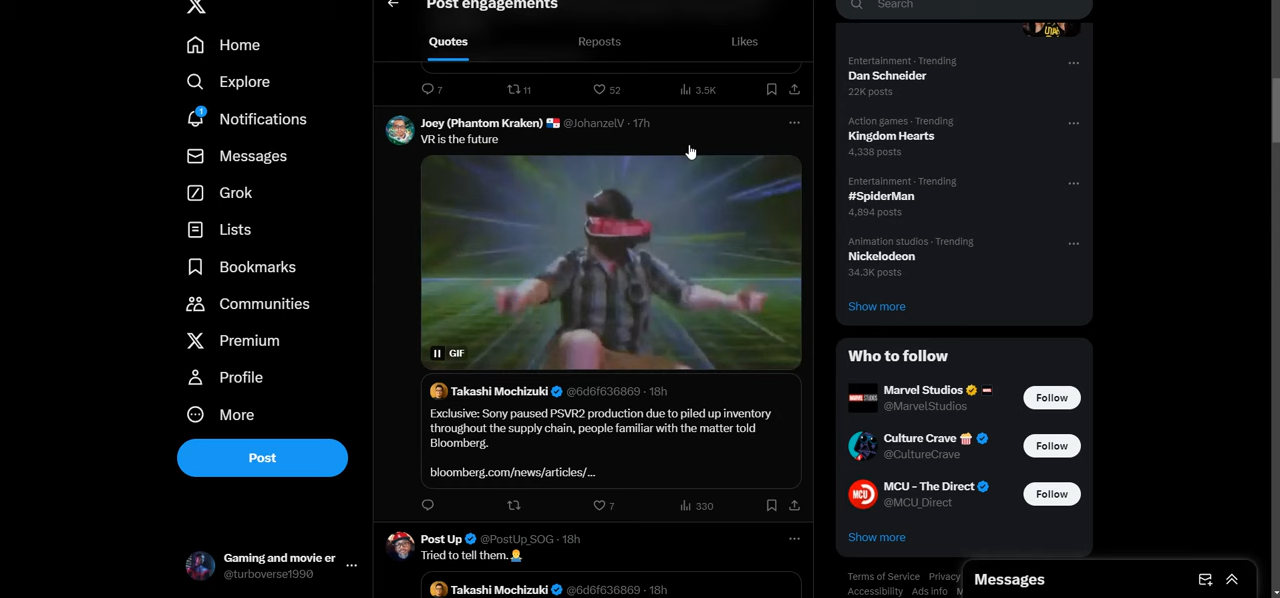 Home
Explore
1
Notifications
Messages
Grok
Lists
Bookmarks
Communities
Premium
Profile
More
Post
Gaming and movie er
@turboverse1990
Post engagements
Quotes
Reposts
Likes
7
11
52
3.5K
Joey (Phantom Kraken) 🇵🇦 @JohanzelV · 17h
VR is the future
GIF
Takashi Mochizuki @6d6f636869 · 18h
Exclusive: Sony paused PSVR2 production due to piled up inventory
throughout the supply chain, people familiar with the matter told
Bloomberg.
bloomberg.com/news/articles/...
7
330
Post Up @PostUp_SOG · 18h
Tried to tell them.
Takashi Mochizuki @6d6f636869 · 18h
Search
Entertainment · Trending
Dan Schneider
22K posts
Action games · Trending
Kingdom Hearts
4,338 posts
Entertainment · Trending
#SpiderMan
4,894 posts
Animation studios · Trending
Nickelodeon
34.3K posts
Show more
Who to follow
Marvel Studios
@MarvelStudios
Follow
Culture Crave 🍿
@CultureCrave
Follow
MCU
MCU - The Direct
@MCU_Direct
Follow
Show more
Terms of Service Privacy
Accessibility Ads info
Messages